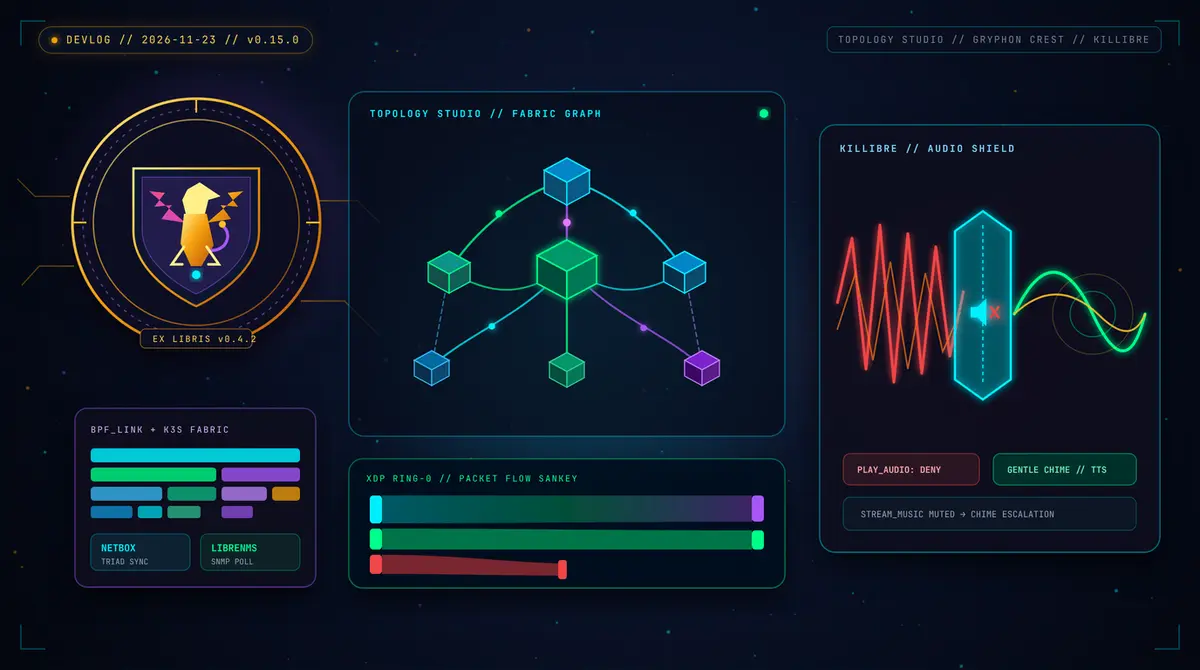 DEVLOG // 2026-11-23 // v0.15.0
TOPOLOGY STUDIO // GRYPHON CREST // KILLIBRE
EX LIBRIS v0.4.2
TOPOLOGY STUDIO // FABRIC GRAPH
KILLIBRE // AUDIO SHIELD
PLAY_AUDIO: DENY
GENTLE CHIME // TTS
STREAM_MUSIC MUTED → CHIME ESCALATION
BPF_LINK + K3S FABRIC
NETBOX
TRIAD SYNC
LIBRENMS
SNMP POLL
XDP RING-0 // PACKET FLOW SANKEY